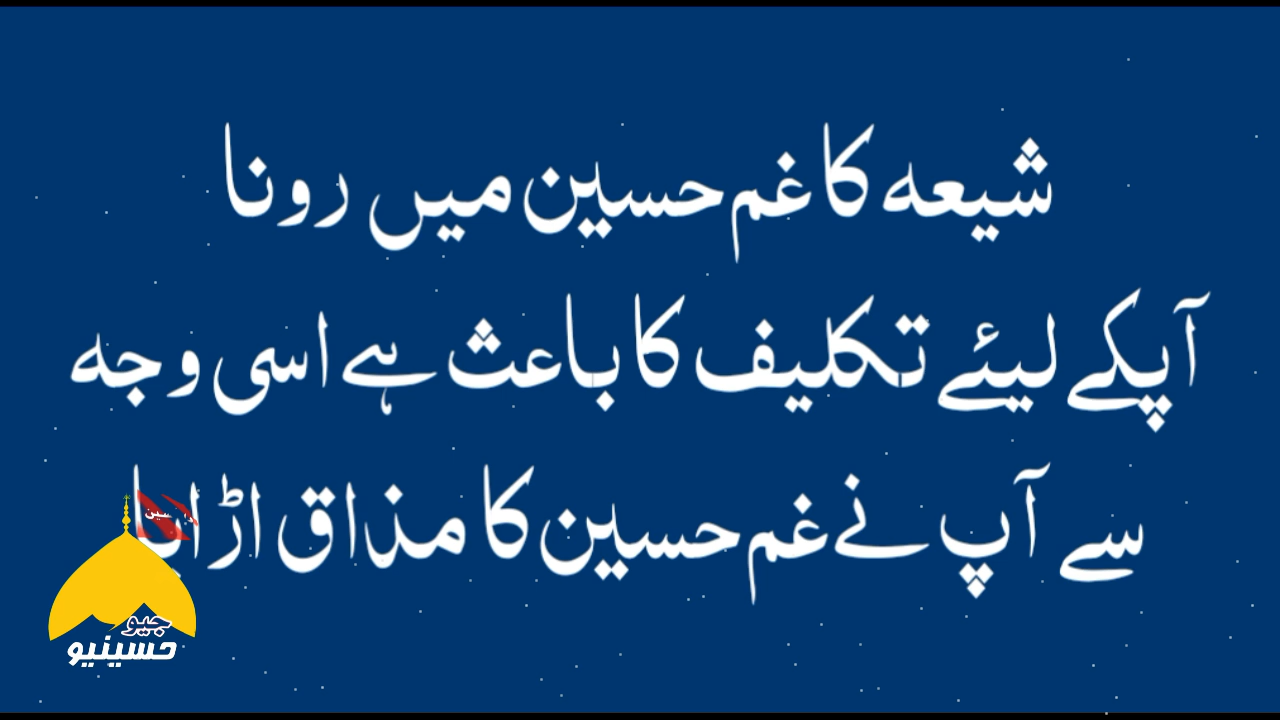 شیعہ کا غم حسین میں رونا
آپکے لیئے تکلیف کا باعث ہے اسی وجہ
سے آپ نے غم حسین کا مذاق اڑایا
جیو
حسینیو